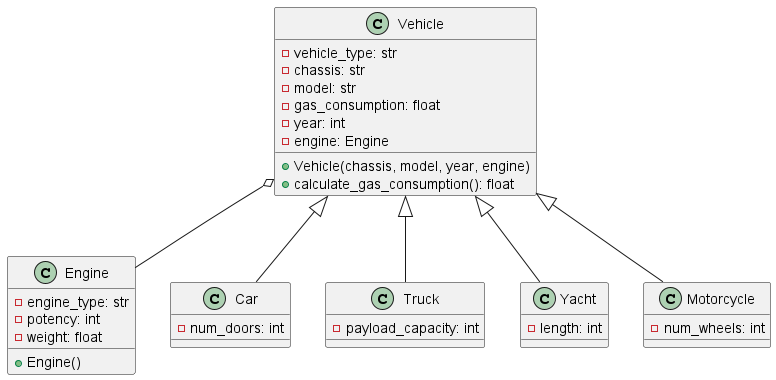 C Vehicle
vehicle_type: str
chassis: str
model: str
gas_consumption: float
year: int
engine: Engine
Vehicle(chassis, model, year, engine)
calculate_gas_consumption(): float
C Engine
engine_type: str
potency: int
weight: float
Engine()
C Car
num_doors: int
C Truck
payload_capacity: int
C Yacht
length: int
C Motorcycle
num_wheels: int